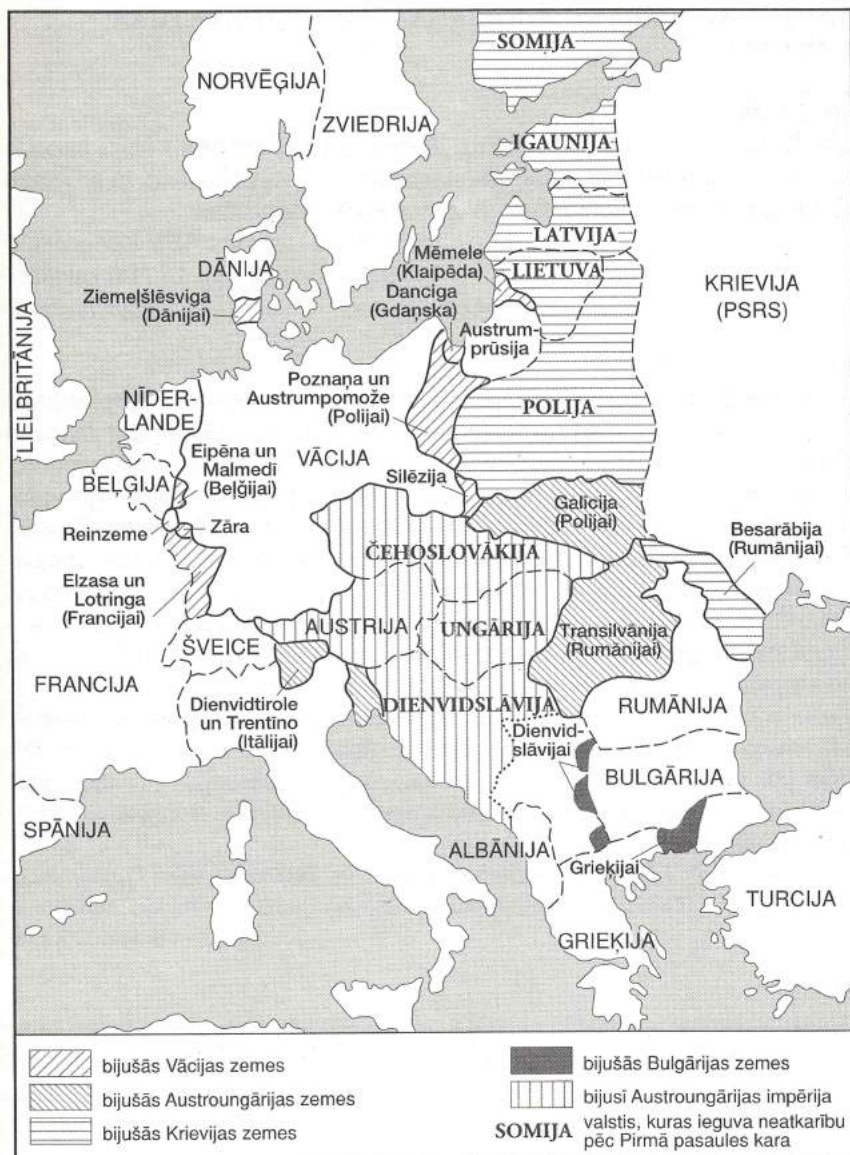 SOMIJA
NORVĒĢIJA
ZVIEDRIJA
IGAUNIJA
LATVIJA
LIETUVA
Mēmele
(Klaipēda)
Danciga
(Gdaņska)
DĀNIJA
Ziemeļšlēsviga
(Dānijai)
KRIEVIJA
(PSRS)
Austrum-
prūsija
LIELBRITĀNIJA
NĪDER-
LANDE
Poznaņa un
Austrumpomože
(Polijai)
POLIJA
Eipēna un
Malmedī
(Beļģijai)
VĀCIJA
BEĻĢIJA
Silēzija
Galīcija
(Polijai)
Reinzeme
Zāra
Besarābija
(Rumānijai)
ČEHOSLOVĀKIJA
Elzasa un
Lotringa
(Francijai)
AUSTRIJA
UNGĀRIJA
Transilvānija
(Rumānijai)
ŠVEICE
FRANCIJA
Dienvidtirole
un Trentīno
(Itālijai)
DIENVIDSLĀVIJA
RUMĀNIJA
Dienvid-
slāvijai
BULGĀRIJA
SPĀNIJA
ALBĀNIJA
Grieķijai
TURCIJA
GRIEĶIJA
bijušās Vācijas zemes
bijušās Austroungārijas zemes
bijušās Krievijas zemes
bijušās Bulgārijas zemes
bijusī Austroungārijas impērija
SOMIJA valstis, kuras ieguva neatkarību
pēc Pirmā pasaules kara